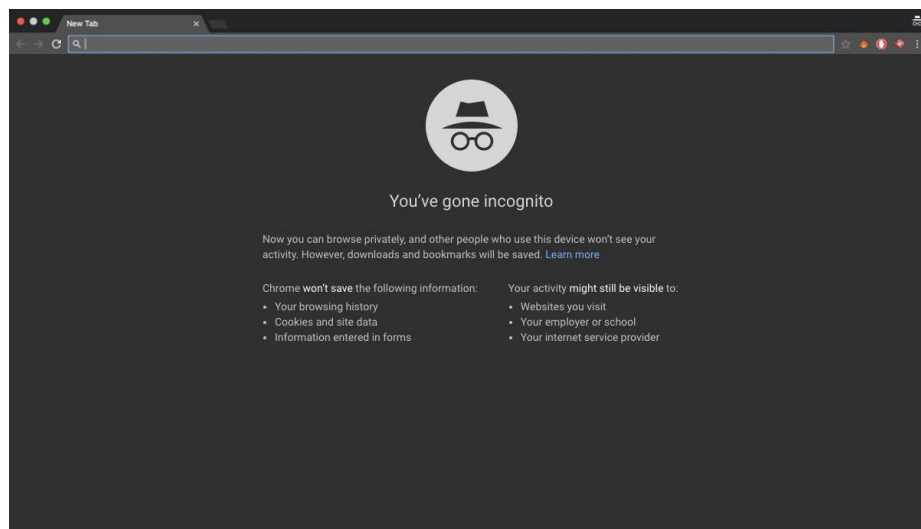 New Tab
You've gone incognito
Now you can browse privately, and other people who use this device won't see your
activity. However, downloads and bookmarks will be saved. Learn more
Chrome won't save the following information:
• Your browsing history
• Cookies and site data
• Information entered in forms
Your activity might still be visible to:
• Websites you visit
• Your employer or school
• Your internet service provider